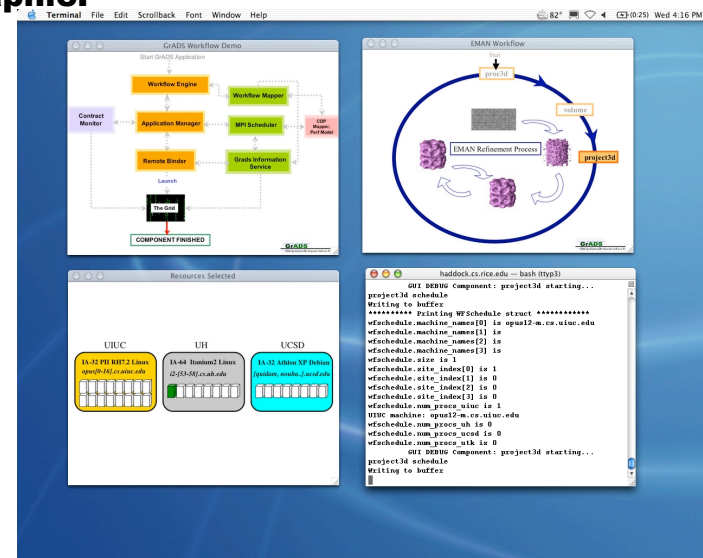 Terminal File Edit Scrollback Font Window Help
82° (0:25) Wed 4:16 PM
GrADS Workflow Demo
Start GrADS Application
Workflow Engine
Workflow Mapper
Contract
Monitor
Application Manager
MPI Scheduler
COP
Mapper,
Perf Model
Remote Binder
Grads Information
Service
Launch
The Grid
COMPONENT FINISHED
GrADS
EMAN Workflow
Start
proc3d
volume
EMAN Refinement Process
project3d
GrADS
Resources Selected
UIUC
IA-32 PII RH7.2 Linux
opus[0-16].cs.uiuc.edu
UH
IA-64 Itanium2 Linux
i2-[53-58].cs.uh.edu
UCSD
IA-32 Athlon XP Debian
haddock.cs.rice.edu — bash (ttyp3)
GUI DEBUG Component: project3d starting...
project3d schedule
Writing to buffer
*********** Printing WFSchedule struct ************
wfschedule.machine_names[0] is opus12-m.cs.uiuc.edu
wfschedule.machine_names[1] is
wfschedule.machine_names[2] is
wfschedule.machine_names[3] is
wfschedule.size is 1
wfschedule.site_index[0] is 1
wfschedule.site_index[1] is 0
wfschedule.site_index[2] is 0
wfschedule.site_index[3] is 0
wfschedule.num_procs_uiuc is 1
UIUC machine: opus12-m.cs.uiuc.edu
wfschedule.num_procs_uh is 0
wfschedule.num_procs_ucsd is 0
wfschedule.num_procs_utk is 0
GUI DEBUG Component: project3d starting...
project3d schedule
Writing to buffer